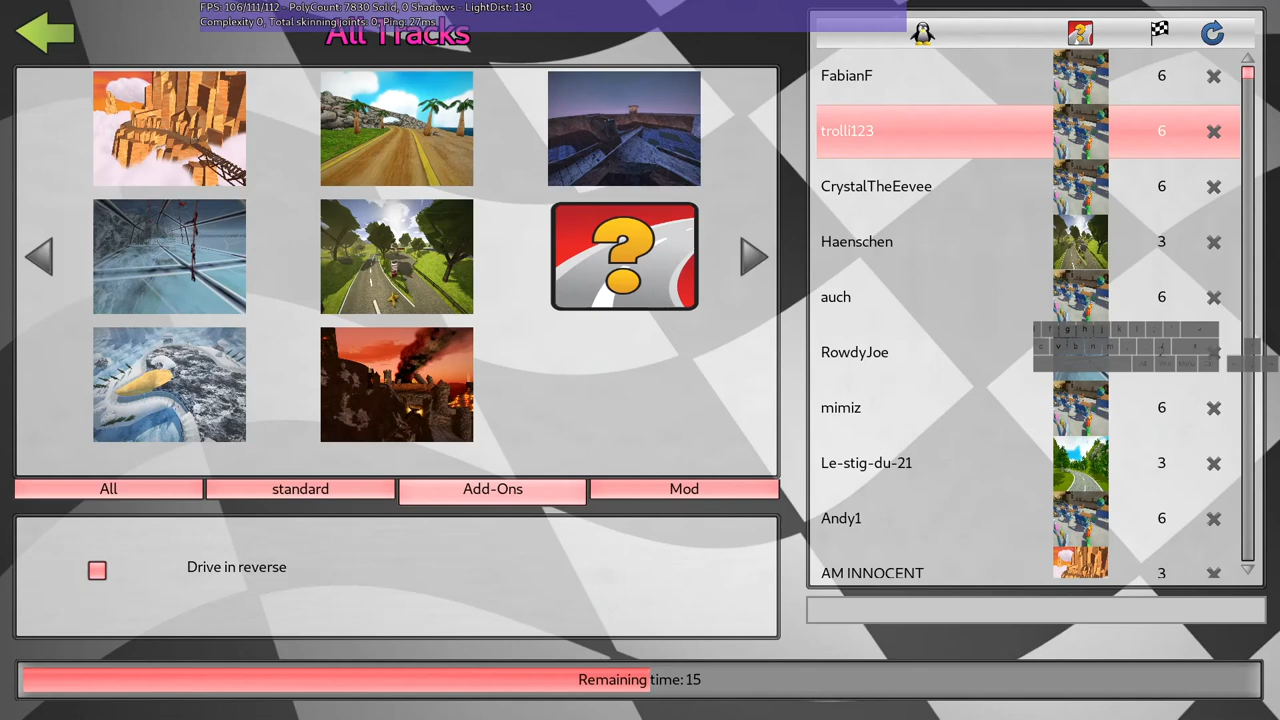 FPS: 106/111/112 - PolyCount: 7830 Solid, 0 Shadows - LightDist: 130
Complexity 0, Total skinning joints: 0, Ping: 27ms
All Tracks
FabianF 6
trolli123 6
CrystalTheEevee 6
Haenschen 3
auch 6
RowdyJoe
mimiz 6
Le-stig-du-21 3
Andy1 6
AM INNOCENT 3
All
standard
Add-Ons
Mod
Drive in reverse
Remaining time: 15